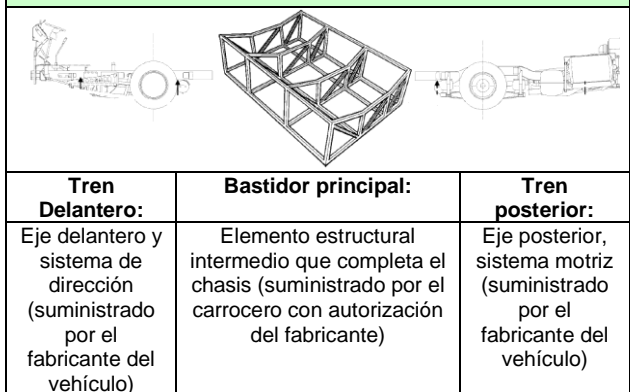 Tren
Delantero:
Bastidor principal:
Tren
posterior:
Eje delantero y
sistema de
dirección
(suministrado
por el
fabricante del
vehículo)
Elemento estructural
intermedio que completa el
chasis (suministrado por el
carrocero con autorización
del fabricante)
Eje posterior,
sistema motriz
(suministrado
por el
fabricante del
vehículo)